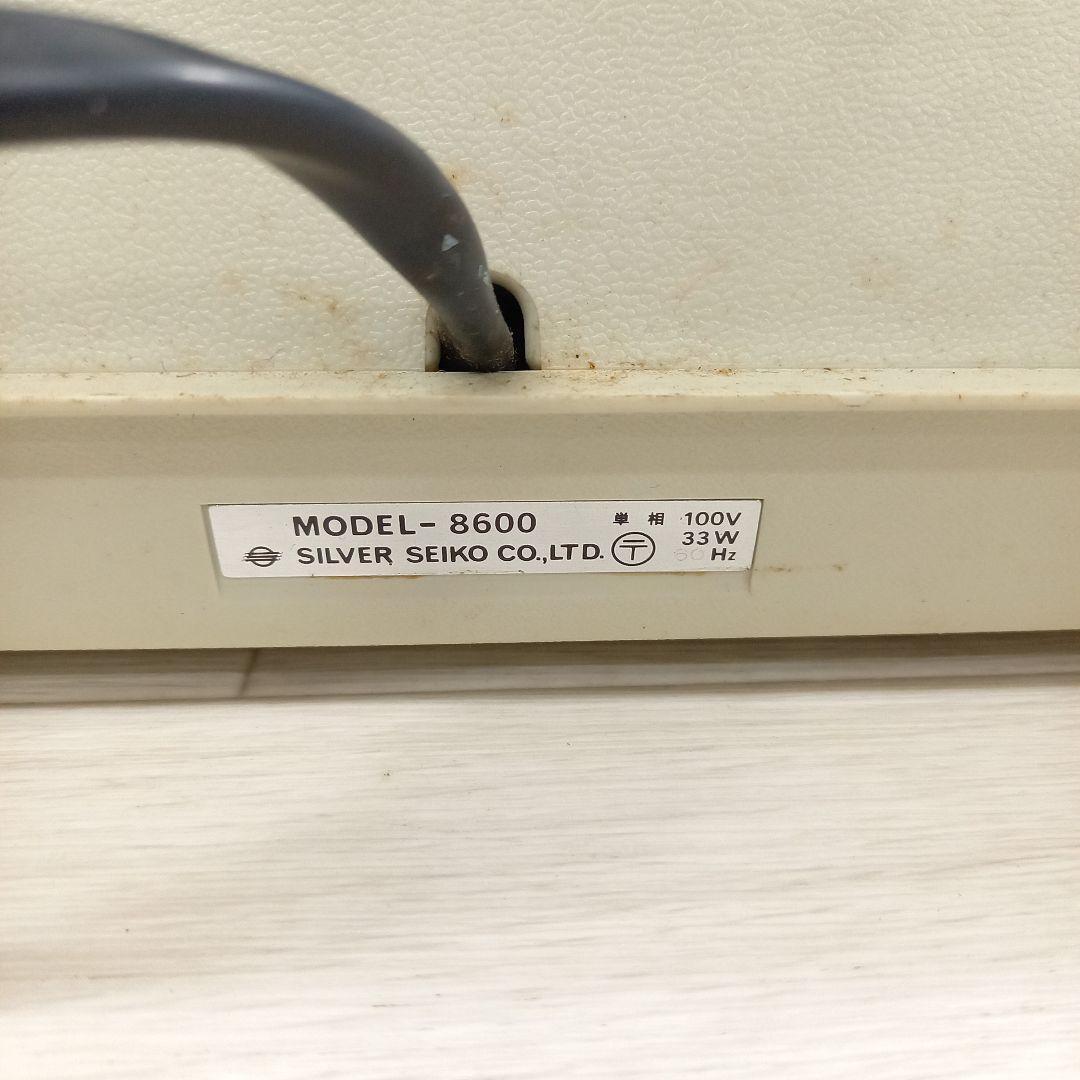 MODEL-8600
SILVER SEIKO CO.,LTD.
単相 100V
〒 33W
Hz